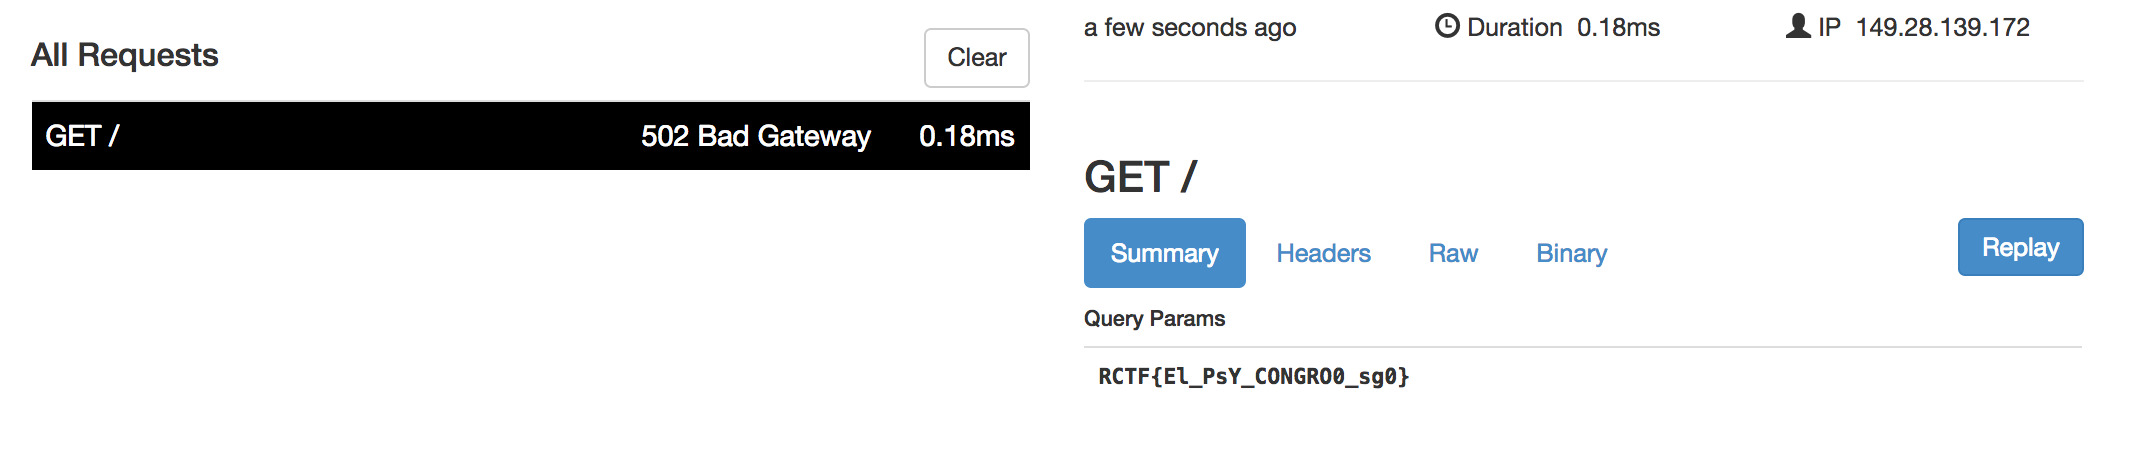 All Requests
Clear
GET /
502 Bad Gateway
0.18ms
a few seconds ago
Duration 0.18ms
IP 149.28.139.172
GET /
Summary
Headers
Raw
Binary
Replay
Query Params
RCTF{El_PsY_CONGRO0_sg0}